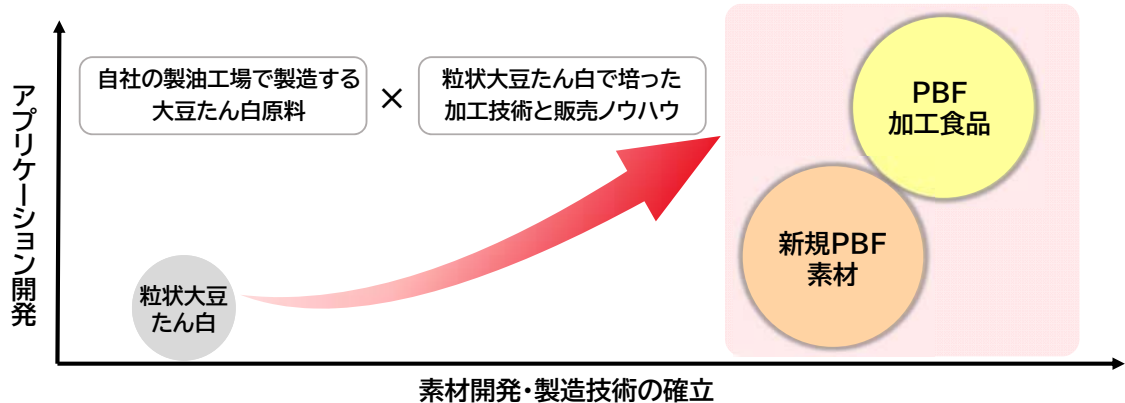 アプリケーション開発
自社の製油工場で製造する
大豆たん白原料
×
粒状大豆たん白で培った
加工技術と販売ノウハウ
PBF
加工食品
新規PBF
素材
粒状大豆
たん白
素材開発・製造技術の確立